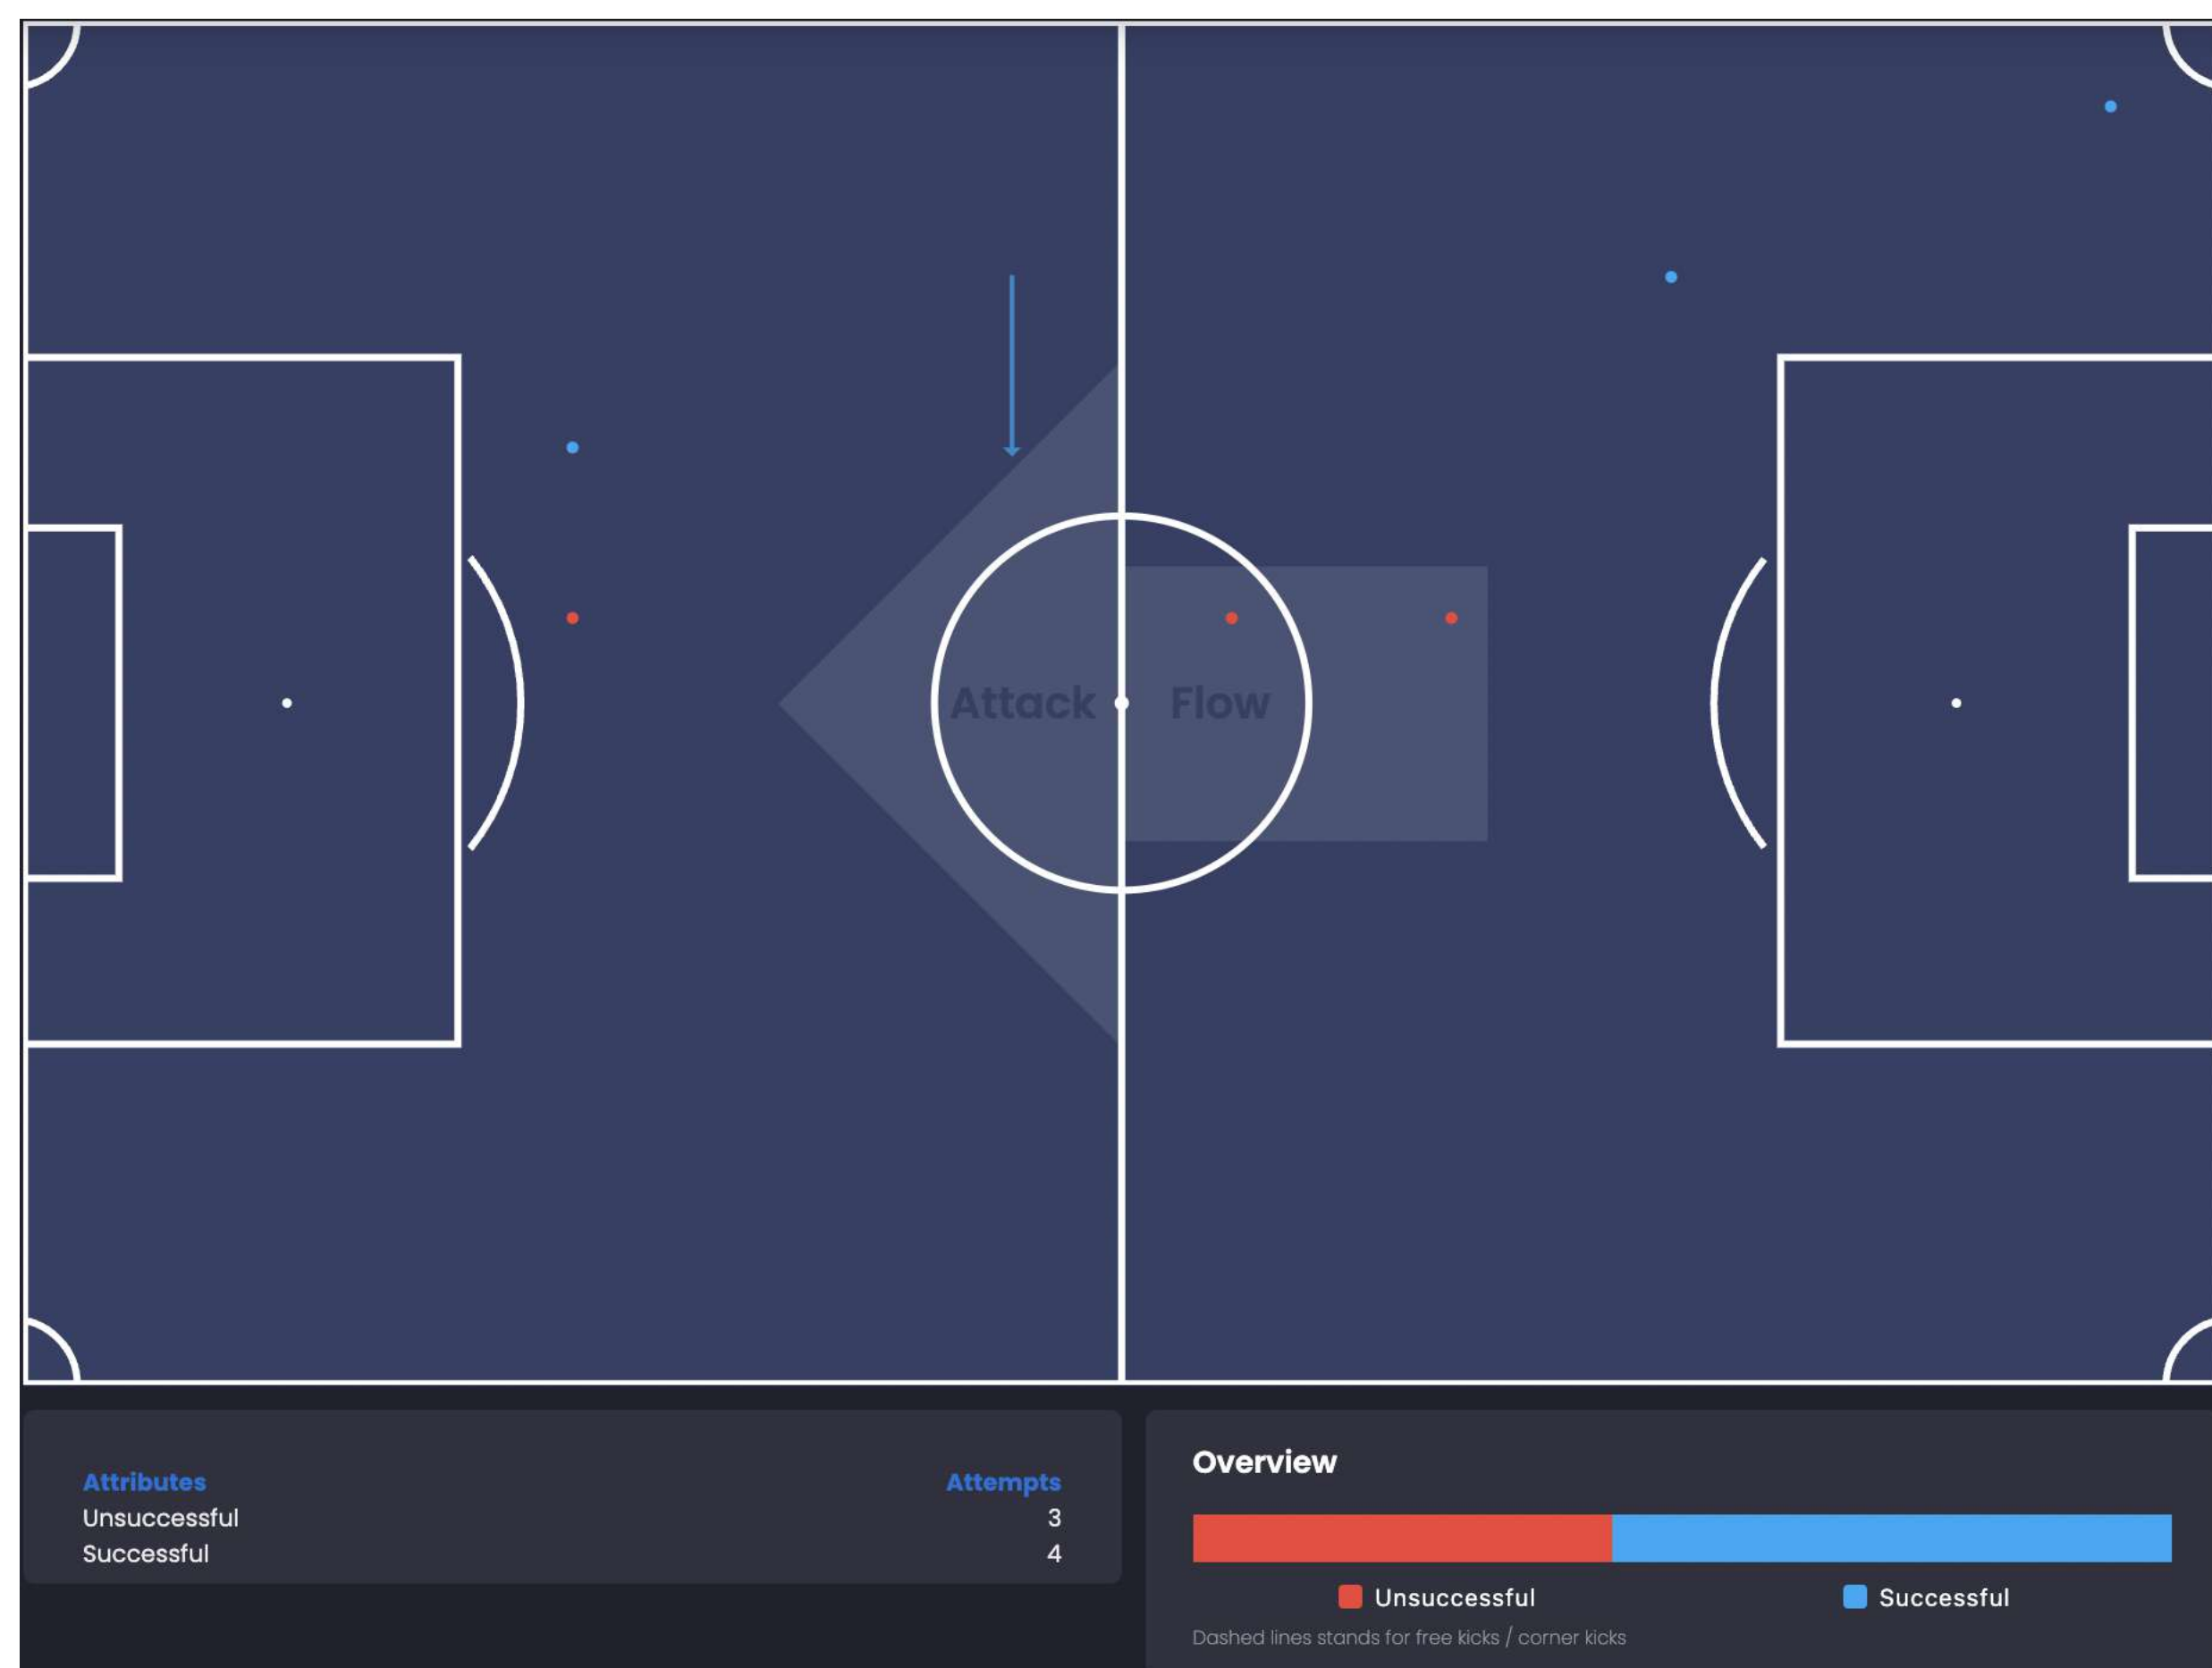 Attack Flow
Attributes Attempts
Unsuccessful 3
Successful 4
Overview
Unsuccessful Successful
Dashed lines stands for free kicks / corner kicks